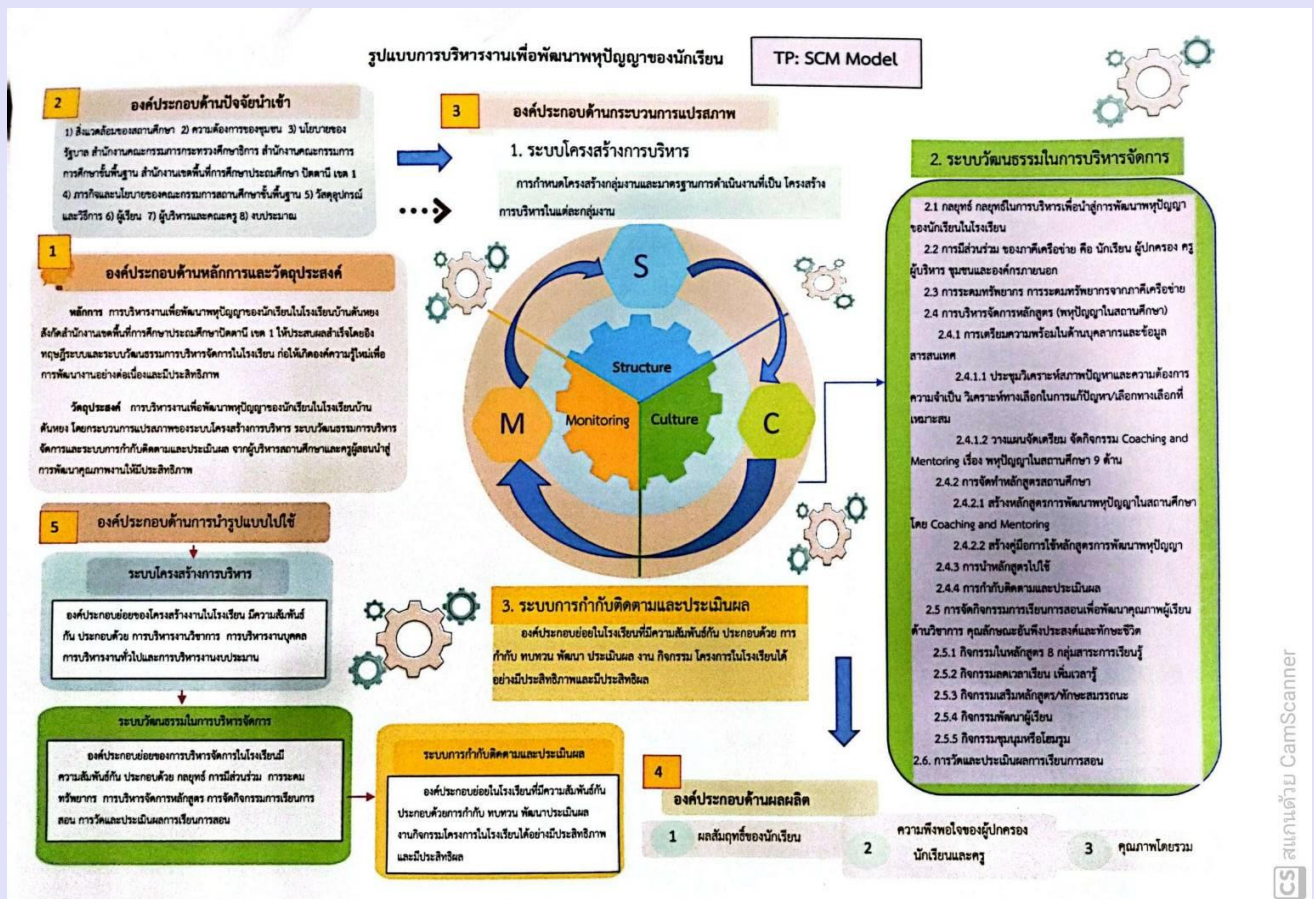 รูปแบบการบริหารงานเพื่อพัฒนาพหุปัญญาของนักเรียน
TP: SCM Model
2
องค์ประกอบด้านปัจจัยนำเข้า
1) สิ่งแวดล้อมของสถานศึกษา 2) ความต้องการของชุมชน 3) นโยบายของ
รัฐบาล สำนักงานคณะกรรมการกระทรวงศึกษาธิการ สำนักงานคณะกรรมการ
การศึกษาขั้นพื้นฐาน สำนักงานเขตพื้นที่การศึกษาประถมศึกษา ปัตตานี เขต 1
4) ภารกิจและนโยบายของคณะกรรมการสถานศึกษาขั้นพื้นฐาน 5) วัสดุอุปกรณ์
และวิธีการ 6) ผู้เรียน 7) ผู้บริหารและคณะครู 8) งบประมาณ
1
องค์ประกอบด้านหลักการและวัตถุประสงค์
หลักการ การบริหารงานเพื่อพัฒนาพหุปัญญาของนักเรียนในโรงเรียนบ้านตันหยง
สังกัดสำนักงานเขตพื้นที่การศึกษาประถมศึกษาปัตตานี เขต 1 ให้ประสบผลสำเร็จโดยอิง
ทฤษฎีระบบและระบบวัฒนธรรมการบริหารจัดการในโรงเรียน ก่อให้เกิดองค์ความรู้ใหม่เพื่อ
การพัฒนางานอย่างต่อเนื่องและมีประสิทธิภาพ
วัตถุประสงค์ การบริหารงานเพื่อพัฒนาพหุปัญญาของนักเรียนในโรงเรียนบ้าน
ตันหยง โดยกระบวนการแปรสภาพของระบบโครงสร้างการบริหาร ระบบวัฒนธรรมการบริหาร
จัดการและระบบการกำกับติดตามและประเมินผล จากผู้บริหารสถานศึกษาและครูผู้สอนนำสู่
การพัฒนาคุณภาพงานให้มีประสิทธิภาพ
3
องค์ประกอบด้านกระบวนการแปรสภาพ
1. ระบบโครงสร้างการบริหาร
การกำหนดโครงสร้างกลุ่มงานและมาตรฐานการดำเนินงานที่เป็น โครงสร้าง
การบริหารในแต่ละกลุ่มงาน
S
M
C
Structure
Monitoring
Culture
2. ระบบวัฒนธรรมในการบริหารจัดการ
2.1 กลยุทธ์ กลยุทธ์ในการบริหารเพื่อนำสู่การพัฒนาพหุปัญญา
ของนักเรียนในโรงเรียน
2.2 การมีส่วนร่วม ของภาคีเครือข่าย คือ นักเรียน ผู้ปกครอง ครู
ผู้บริหาร ชุมชนและองค์กรภายนอก
2.3 การระดมทรัพยากร การระดมทรัพยากรจากภาคีเครือข่าย
2.4 การบริหารจัดการหลักสูตร (พหุปัญญาในสถานศึกษา)
2.4.1 การเตรียมความพร้อมในด้านบุคลากรและข้อมูล
สารสนเทศ
2.4.1.1 ประชุมวิเคราะห์สภาพปัญหาและความต้องการ
ความจำเป็น วิเคราะห์ทางเลือกในการแก้ปัญหา/เลือกทางเลือกที่
เหมาะสม
2.4.1.2 วางแผนจัดเตรียม จัดกิจกรรม Coaching and
Mentoring เรื่อง พหุปัญญาในสถานศึกษา 9 ด้าน
2.4.2 การจัดทำหลักสูตรสถานศึกษา
2.4.2.1 สร้างหลักสูตรการพัฒนาพหุปัญญาในสถานศึกษา
โดย Coaching and Mentoring
2.4.2.2 สร้างคู่มือการใช้หลักสูตรการพัฒนาพหุปัญญา
2.4.3 การนำหลักสูตรไปใช้
2.4.4 การกำกับติดตามและประเมินผล
2.5 การจัดกิจกรรมการเรียนการสอนเพื่อพัฒนาคุณภาพผู้เรียน
ด้านวิชาการ คุณลักษณะอันพึงประสงค์และทักษะชีวิต
2.5.1 กิจกรรมในหลักสูตร 8 กลุ่มสาระการเรียนรู้
2.5.2 กิจกรรมลดเวลาเรียน เพิ่มเวลารู้
2.5.3 กิจกรรมเสริมหลักสูตร/ทักษะสมรรถนะ
2.5.4 กิจกรรมพัฒนาผู้เรียน
2.5.5 กิจกรรมชุมนุมหรือโฮมรูม
2.6. การวัดและประเมินผลการเรียนการสอน
3. ระบบการกำกับติดตามและประเมินผล
องค์ประกอบย่อยในโรงเรียนที่มีความสัมพันธ์กัน ประกอบด้วย การ
กำกับ ทบทวน พัฒนา ประเมินผล งาน กิจกรรม โครงการในโรงเรียนได้
อย่างมีประสิทธิภาพและมีประสิทธิผล
5
องค์ประกอบด้านการนำรูปแบบไปใช้
ระบบโครงสร้างการบริหาร
องค์ประกอบย่อยของโครงสร้างงานในโรงเรียน มีความสัมพันธ์
กัน ประกอบด้วย การบริหารงานวิชาการ การบริหารงานบุคคล
การบริหารงานทั่วไปและการบริหารงานงบประมาน
ระบบวัฒนธรรมในการบริหารจัดการ
องค์ประกอบย่อยของการบริหารจัดการในโรงเรียนมี
ความสัมพันธ์กัน ประกอบด้วย กลยุทธ์ การมีส่วนร่วม การระดม
ทรัพยากร การบริหารจัดการหลักสูตร การจัดกิจกรรมการเรียนการ
สอน การวัดและประเมินผลการเรียนการสอน
ระบบการกำกับติดตามและประเมินผล
องค์ประกอบย่อยในโรงเรียนที่มีความสัมพันธ์กัน
ประกอบด้วยการกำกับ ทบทวน พัฒนาประเมินผล
งานกิจกรรมโครงการในโรงเรียนได้อย่างมีประสิทธิภาพ
และมีประสิทธิผล
4
องค์ประกอบด้านผลผลิต
1 ผลสัมฤทธิ์ของนักเรียน
2 ความพึงพอใจของผู้ปกครอง
นักเรียนและครู
3 คุณภาพโดยรวม
CS สแกนด้วย CamScanner